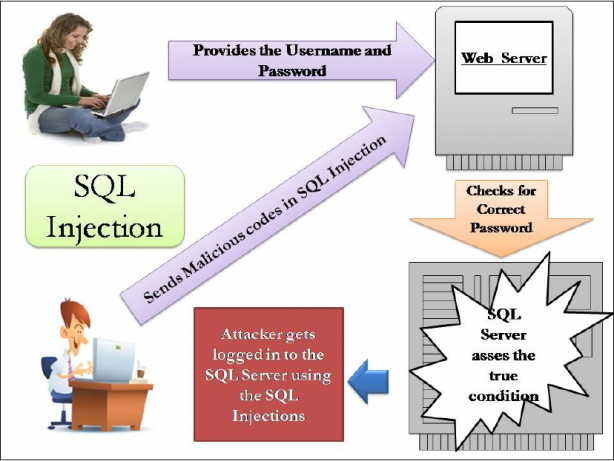 Provides the Username and
Password
Web Server
SQL
Injection
Sends Malicious codes in SQL Injection
Checks for
Correct
Password
SQL
Server
asses the
true
condition
Attacker gets
logged in to the
SQL Server using
the SQL
Injections